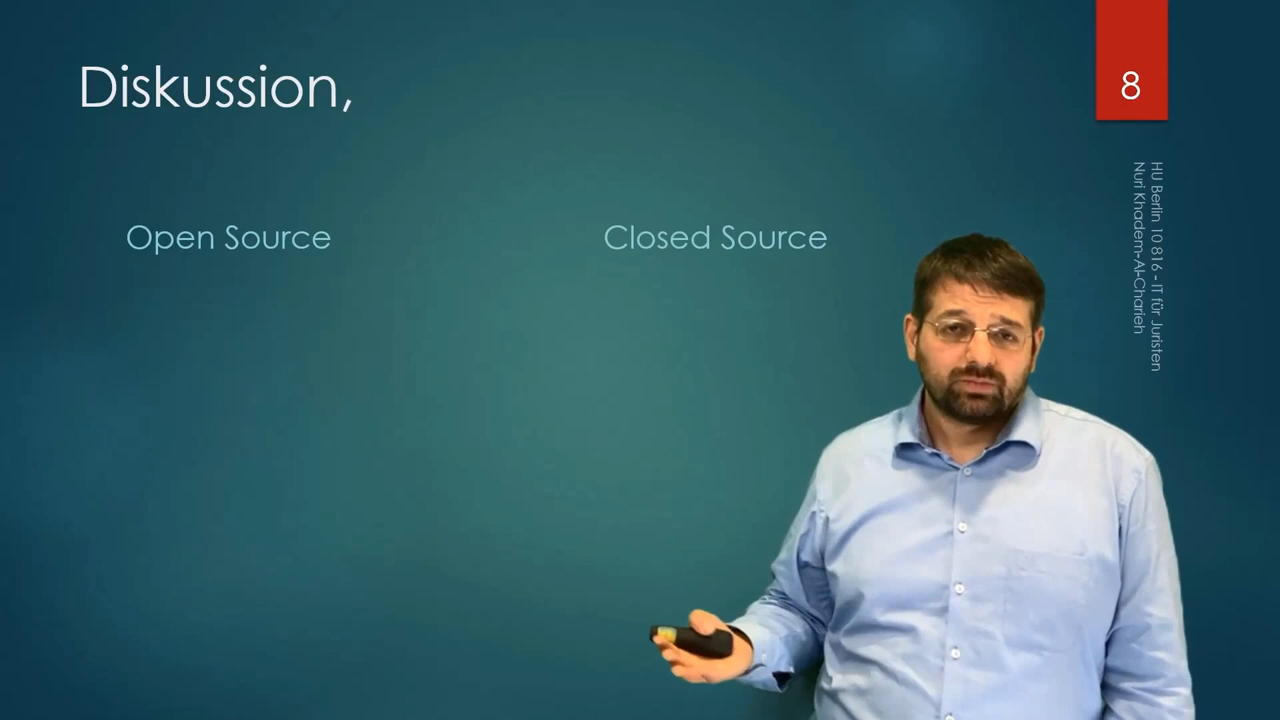 Diskussion,
8
Open Source
Closed Source
HU Berlin 10 816 - IT für Juristen
Nuri Khadem-Al-Charieh